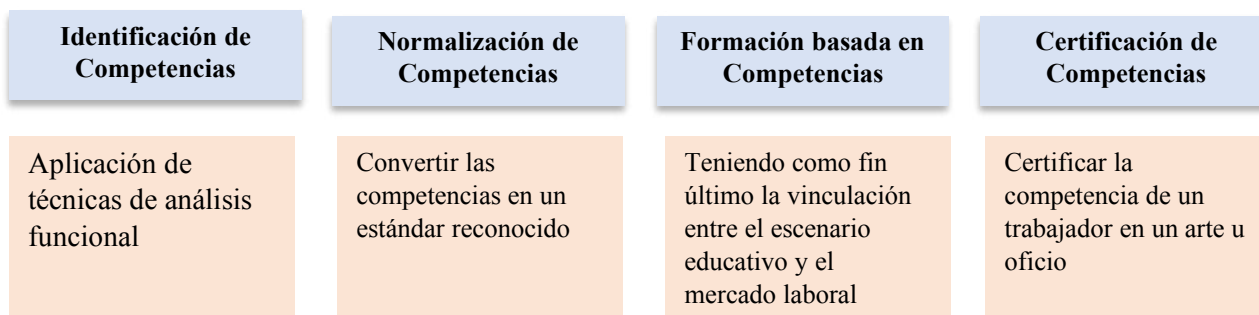 Identificación de
Competencias
Normalización de
Competencias
Formación basada en
Competencias
Certificación de
Competencias
Aplicación de
técnicas de análisis
funcional
Convertir las
competencias en un
estándar reconocido
Teniendo como fin
último la vinculación
entre el escenario
educativo y el
mercado laboral
Certificar la
competencia de un
trabajador en un arte u
oficio